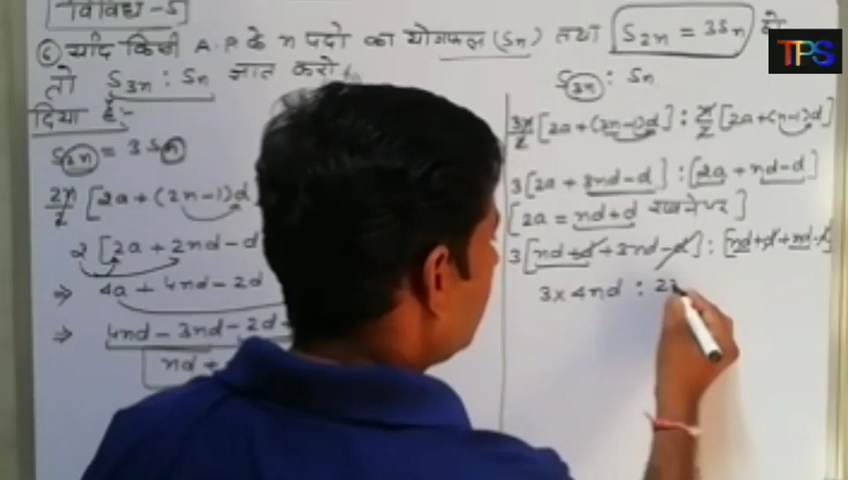 विविध-5
TPS
⑥ यदि किसी A.P के n पदो का योगफल (Sn) तथा S2n = 3Sn हो
तो S3n : Sn ज्ञात करो।
दिया है:-
S2n = 3 Sn
2n/2 [2a + (2n-1)d
2 [2a + 2nd - d
⇒ 4a + 4nd - 2d
⇒ 4nd - 3nd - 2d
nd +
S3n : Sn
3n/2 [2a + (3n-1)d] : n/2 [2a + (n-1)d]
3 [2a + 3nd - d] : [2a + nd - d]
[2a = nd + d रखनेपर]
3 [nd + d + 3nd - d] : [nd + d + nd - d]
3 x 4nd : 2